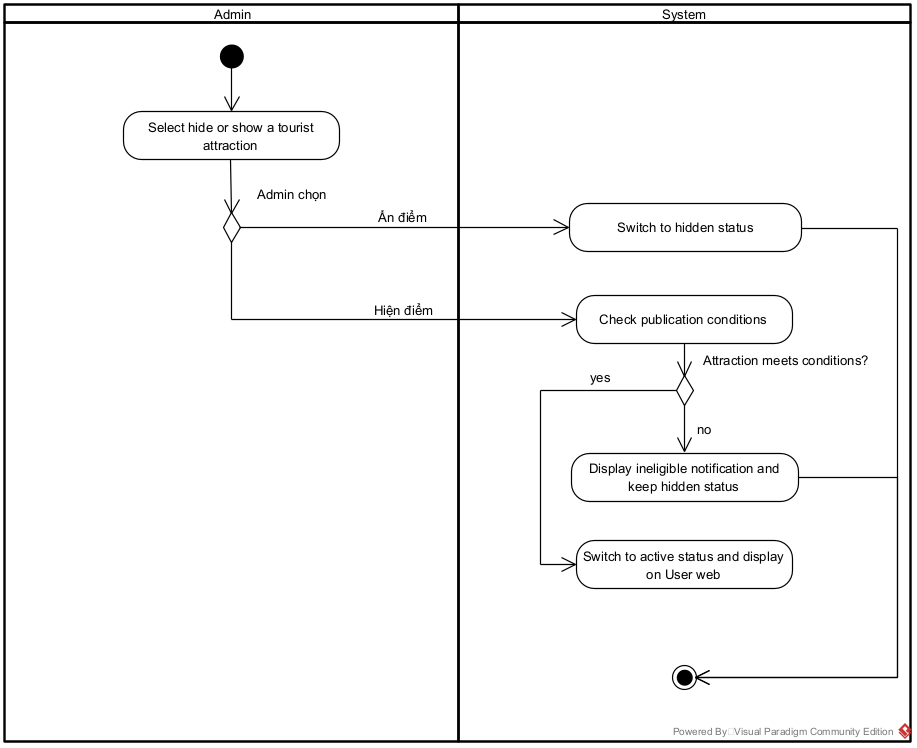 Admin
System
Select hide or show a tourist
attraction
Admin chọn
Ẩn điểm
Switch to hidden status
Hiện điểm
Check publication conditions
Attraction meets conditions?
yes
no
Display ineligible notification and
keep hidden status
Switch to active status and display
on User web
Powered By Visual Paradigm Community Edition